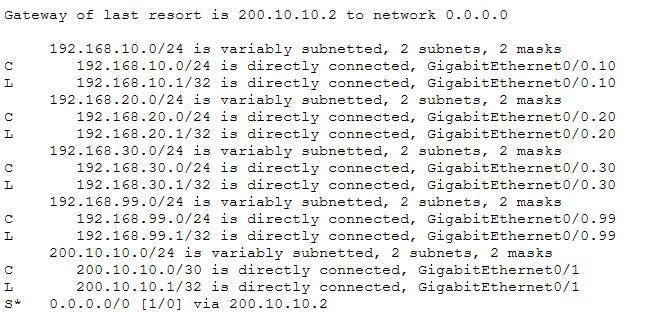 Gateway of last resort is 200.10.10.2 to network 0.0.0.0

     192.168.10.0/24 is variably subnetted, 2 subnets, 2 masks
C       192.168.10.0/24 is directly connected, GigabitEthernet0/0.10
L       192.168.10.1/32 is directly connected, GigabitEthernet0/0.10
     192.168.20.0/24 is variably subnetted, 2 subnets, 2 masks
C       192.168.20.0/24 is directly connected, GigabitEthernet0/0.20
L       192.168.20.1/32 is directly connected, GigabitEthernet0/0.20
     192.168.30.0/24 is variably subnetted, 2 subnets, 2 masks
C       192.168.30.0/24 is directly connected, GigabitEthernet0/0.30
L       192.168.30.1/32 is directly connected, GigabitEthernet0/0.30
     192.168.99.0/24 is variably subnetted, 2 subnets, 2 masks
C       192.168.99.0/24 is directly connected, GigabitEthernet0/0.99
L       192.168.99.1/32 is directly connected, GigabitEthernet0/0.99
     200.10.10.0/24 is variably subnetted, 2 subnets, 2 masks
C       200.10.10.0/30 is directly connected, GigabitEthernet0/1
L       200.10.10.1/32 is directly connected, GigabitEthernet0/1
S*   0.0.0.0/0 [1/0] via 200.10.10.2